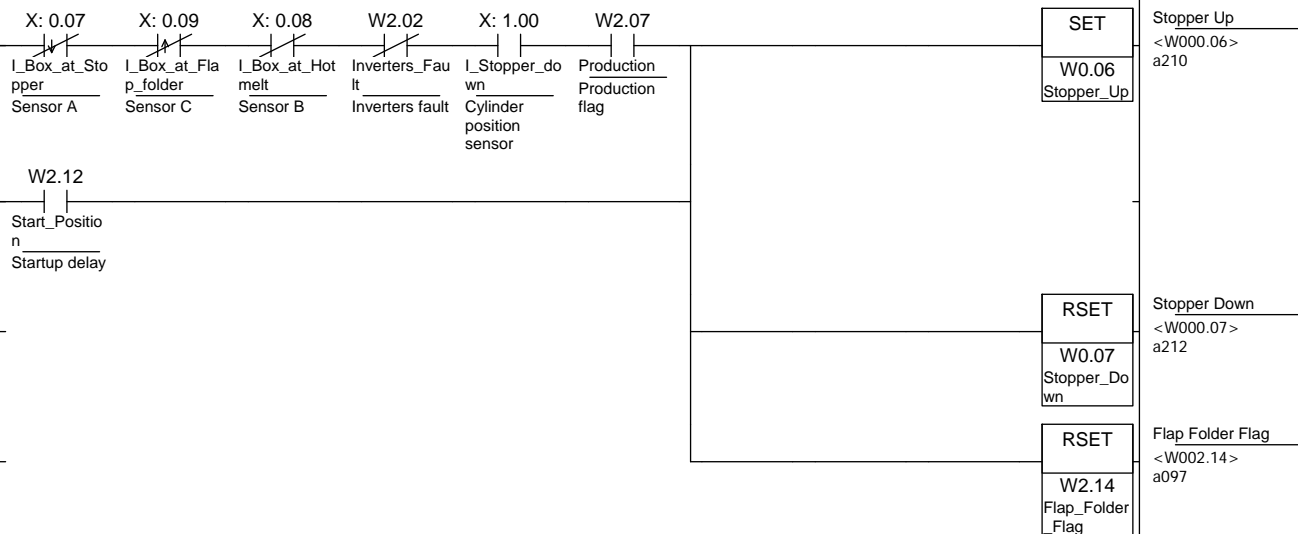 X: 0.07 X: 0.09 X: 0.08 W2.02 X: 1.00 W2.07
I_Box_at_Sto I_Box_at_Fla I_Box_at_Hot Inverters_Fau I_Stopper_do Production
pper p_folder melt lt wn Production
Sensor A Sensor C Sensor B Inverters fault Cylinder flag
position
sensor
SET
W0.06
Stopper_Up
Stopper Up
<W000.06>
a210
W2.12
Start_Positio
n
Startup delay
RSET
W0.07
Stopper_Do
wn
Stopper Down
<W000.07>
a212
RSET
W2.14
Flap_Folder
_Flag
Flap Folder Flag
<W002.14>
a097